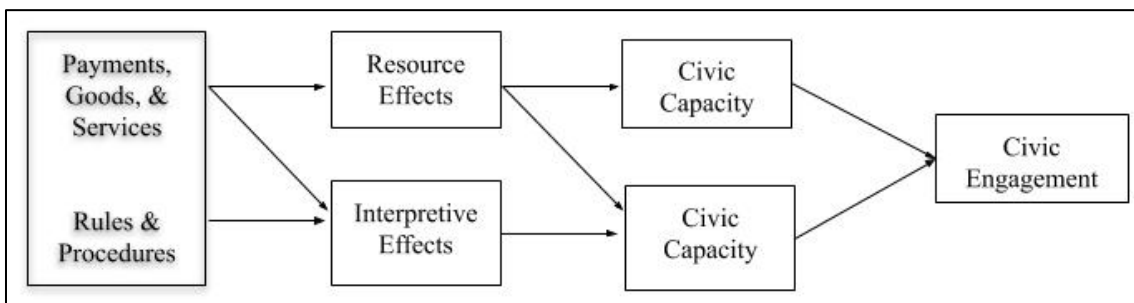 Payments,
Goods, &
Services
Rules &
Procedures
Resource
Effects
Interpretive
Effects
Civic
Capacity
Civic
Capacity
Civic
Engagement